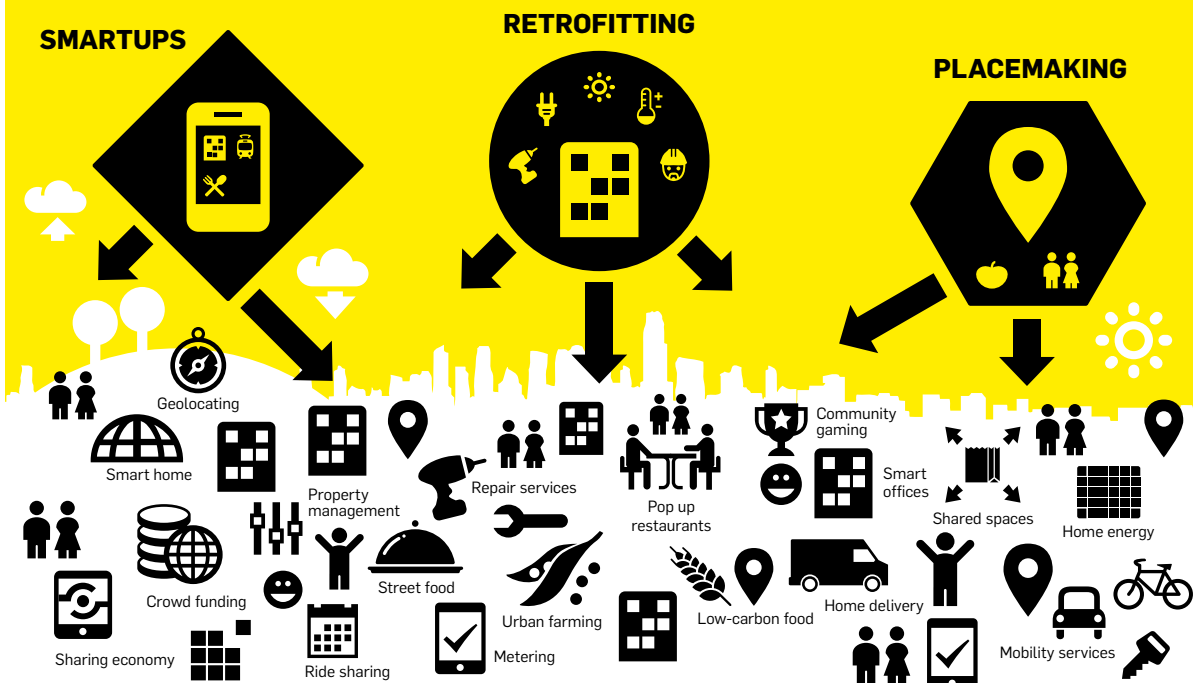 SMARTUPS
RETROFITTING
PLACEMAKING
Geolocating
Smart home
Property
management
Repair services
Pop up
restaurants
Community
gaming
Smart
offices
Shared spaces
Home energy
Crowd funding
Street food
Urban farming
Low-carbon food
Home delivery
Sharing economy
Ride sharing
Metering
Mobility services